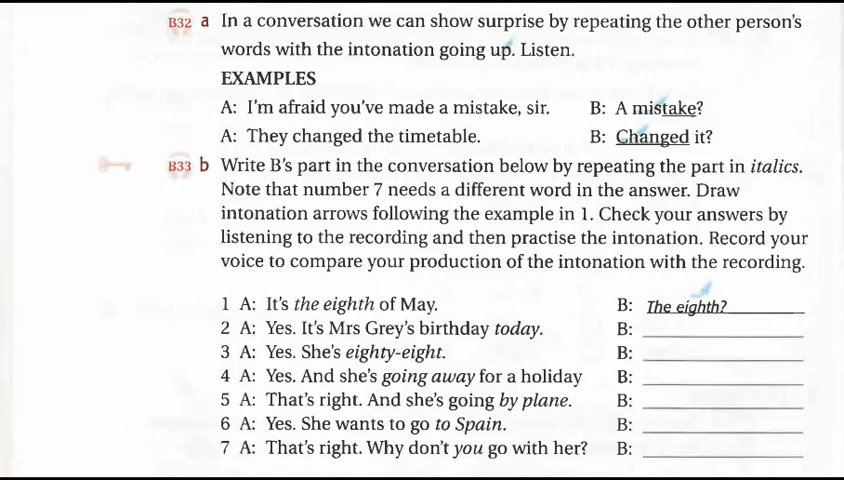 B32 a In a conversation we can show surprise by repeating the other person's
words with the intonation going up. Listen.
EXAMPLES
A: I'm afraid you've made a mistake, sir. B: A mistake?
A: They changed the timetable. B: Changed it?
B33 b Write B's part in the conversation below by repeating the part in italics.
Note that number 7 needs a different word in the answer. Draw
intonation arrows following the example in 1. Check your answers by
listening to the recording and then practise the intonation. Record your
voice to compare your production of the intonation with the recording.
1 A: It's the eighth of May. B: The eighth?
2 A: Yes. It's Mrs Grey's birthday today. B:
3 A: Yes. She's eighty-eight. B:
4 A: Yes. And she's going away for a holiday B:
5 A: That's right. And she's going by plane. B:
6 A: Yes. She wants to go to Spain. B:
7 A: That's right. Why don't you go with her? B: